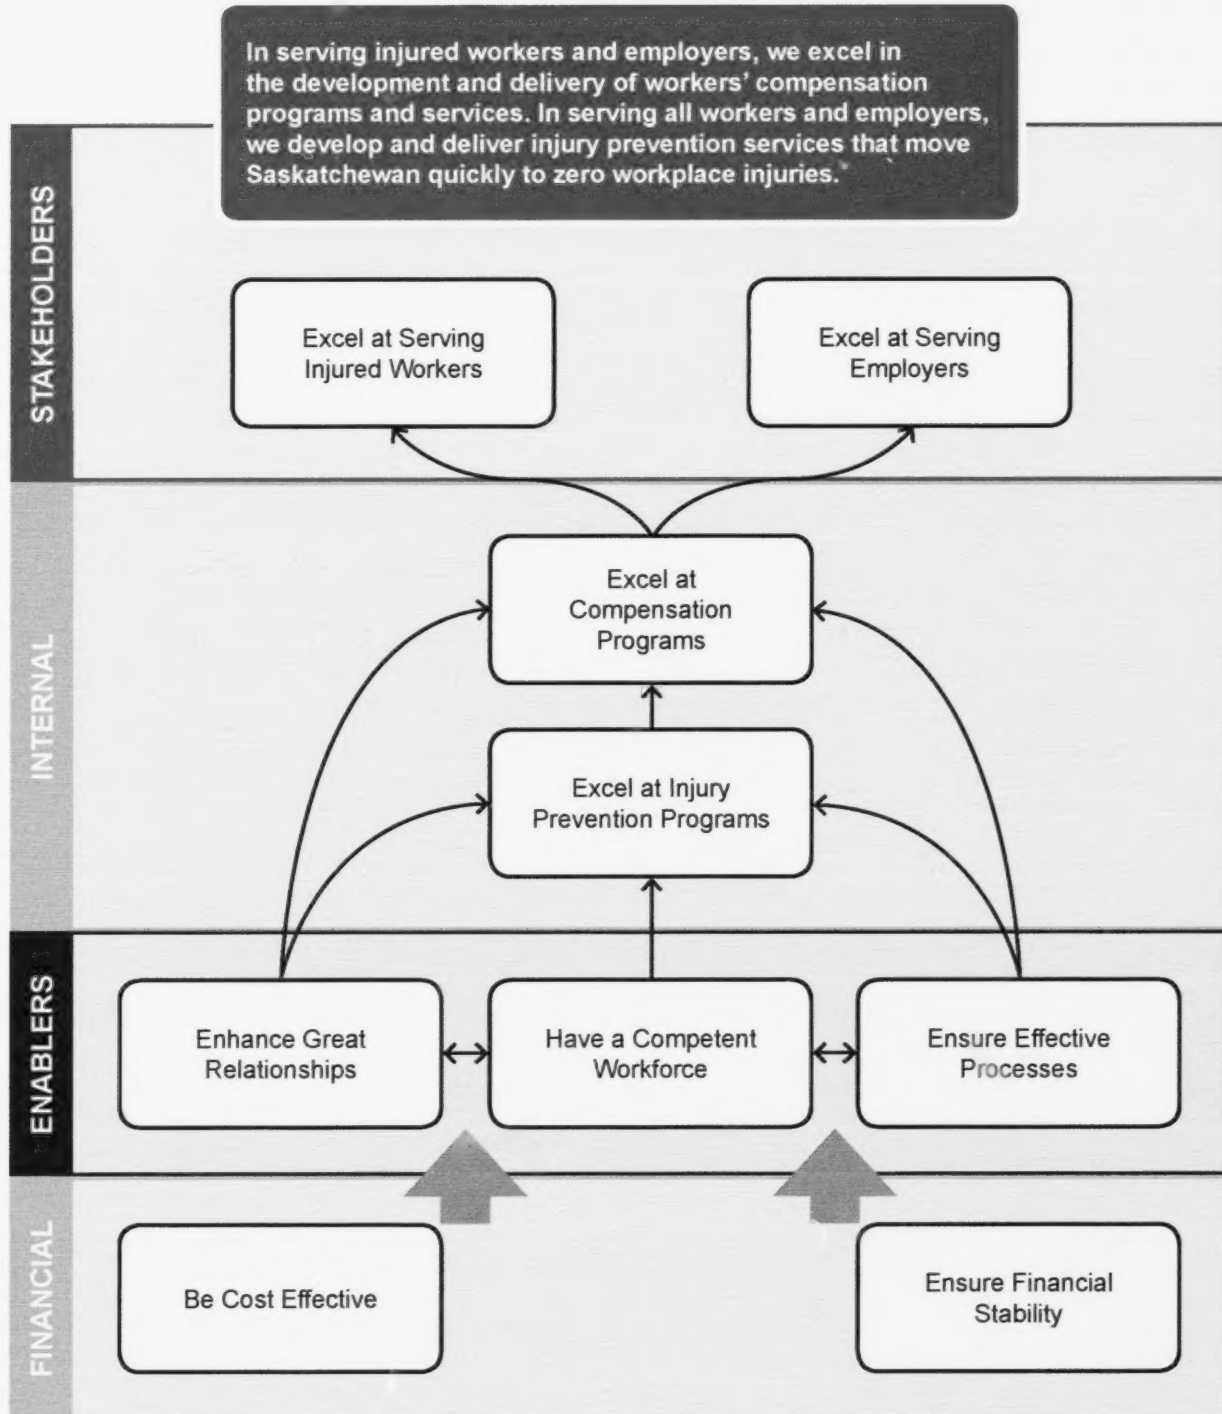 In serving injured workers and employers, we excel in
the development and delivery of workers’ compensation
programs and services. In serving all workers and employers,
we develop and deliver injury prevention services that move
Saskatchewan quickly to zero workplace injuries.
STAKEHOLDERS
Excel at Serving
Injured Workers
Excel at Serving
Employers
INTERNAL
Excel at
Compensation
Programs
Excel at Injury
Prevention Programs
ENABLERS
Enhance Great
Relationships
Have a Competent
Workforce
Ensure Effective
Processes
FINANCIAL
Be Cost Effective
Ensure Financial
Stability